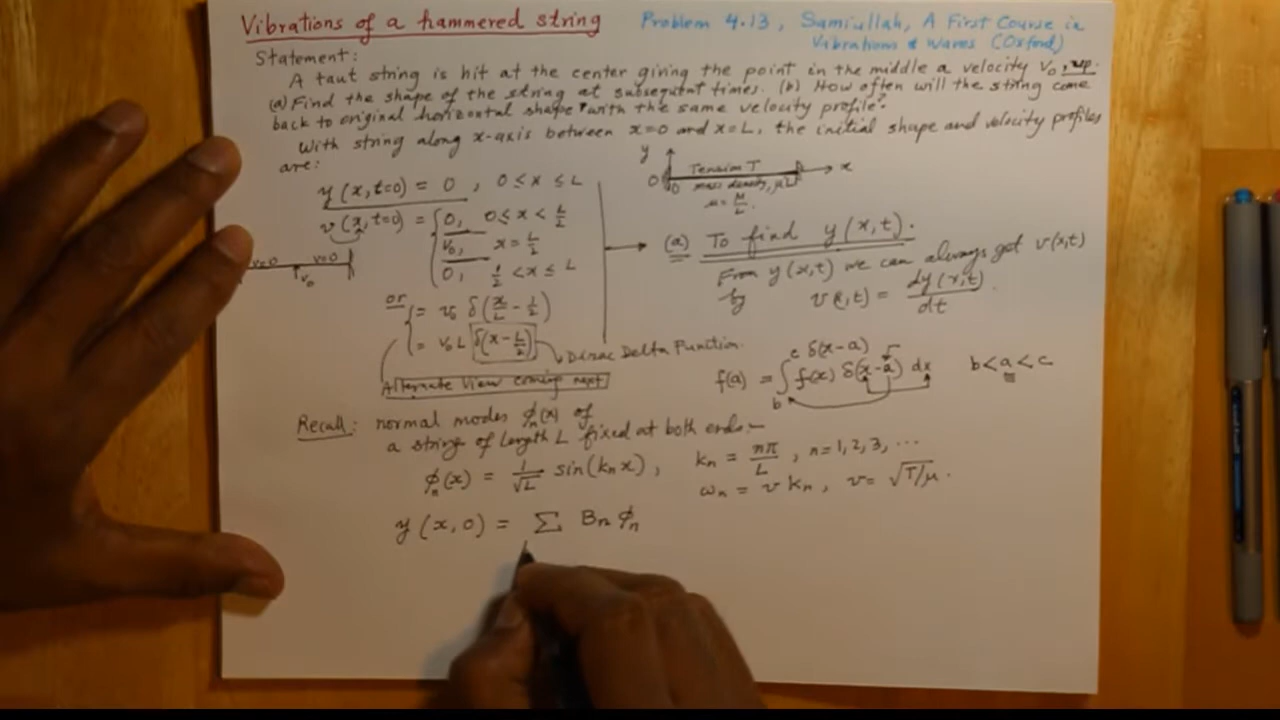 Vibrations of a hammered string
Problem 4.13, Samiullah, A First Course in
Vibrations & Waves (Oxford)
Statement:
A taut string is hit at the center giving the point in the middle a velocity v₀, up.
(a) Find the shape of the string at subsequent times. (b) How often will the string come
back to original horizontal shape with the same velocity profile?
With string along x-axis between x=0 and x=L, the initial shape and velocity profiles
are:
y
0
0
x
Tension T
mass density, μ
μ = M/L
y(x,t=0) = 0, 0≤x≤L
v(x,t=0) = { 0, 0≤x<L/2
v₀, x=L/2
0, L/2<x≤L
v=0 v=0
v₀
or
= v₀ δ(x/L - 1/2)
= v₀ L δ(x-L/2) Dirac Delta Function.
Alternate view coming next
(a) To find y(x,t).
From y(x,t) we can always get v(x,t)
by v(x,t) = dy(x,t)/dt.
δ(x-a)
f(a) = ∫_b^c f(x) δ(x-a) dx b<a<c
Recall: normal modes ϕₙ(x) of
a string of length L fixed at both ends:-
ϕₙ(x) = 1/√L sin(kₙx), kₙ = nπ/L, n=1,2,3,...
ωₙ = v kₙ, v = √T/μ.
y(x,0) = Σ Bₙ ϕₙ